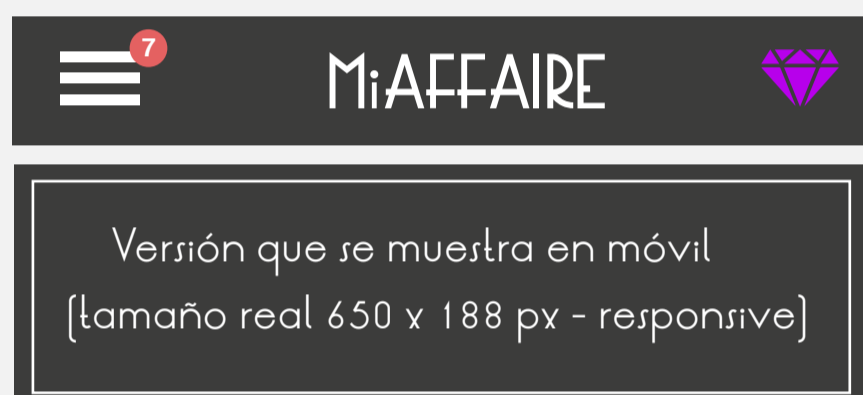 7
MiAFFAIRE
Versión que se muestra en móvil
(tamaño real 650 x 188 px - responsive)